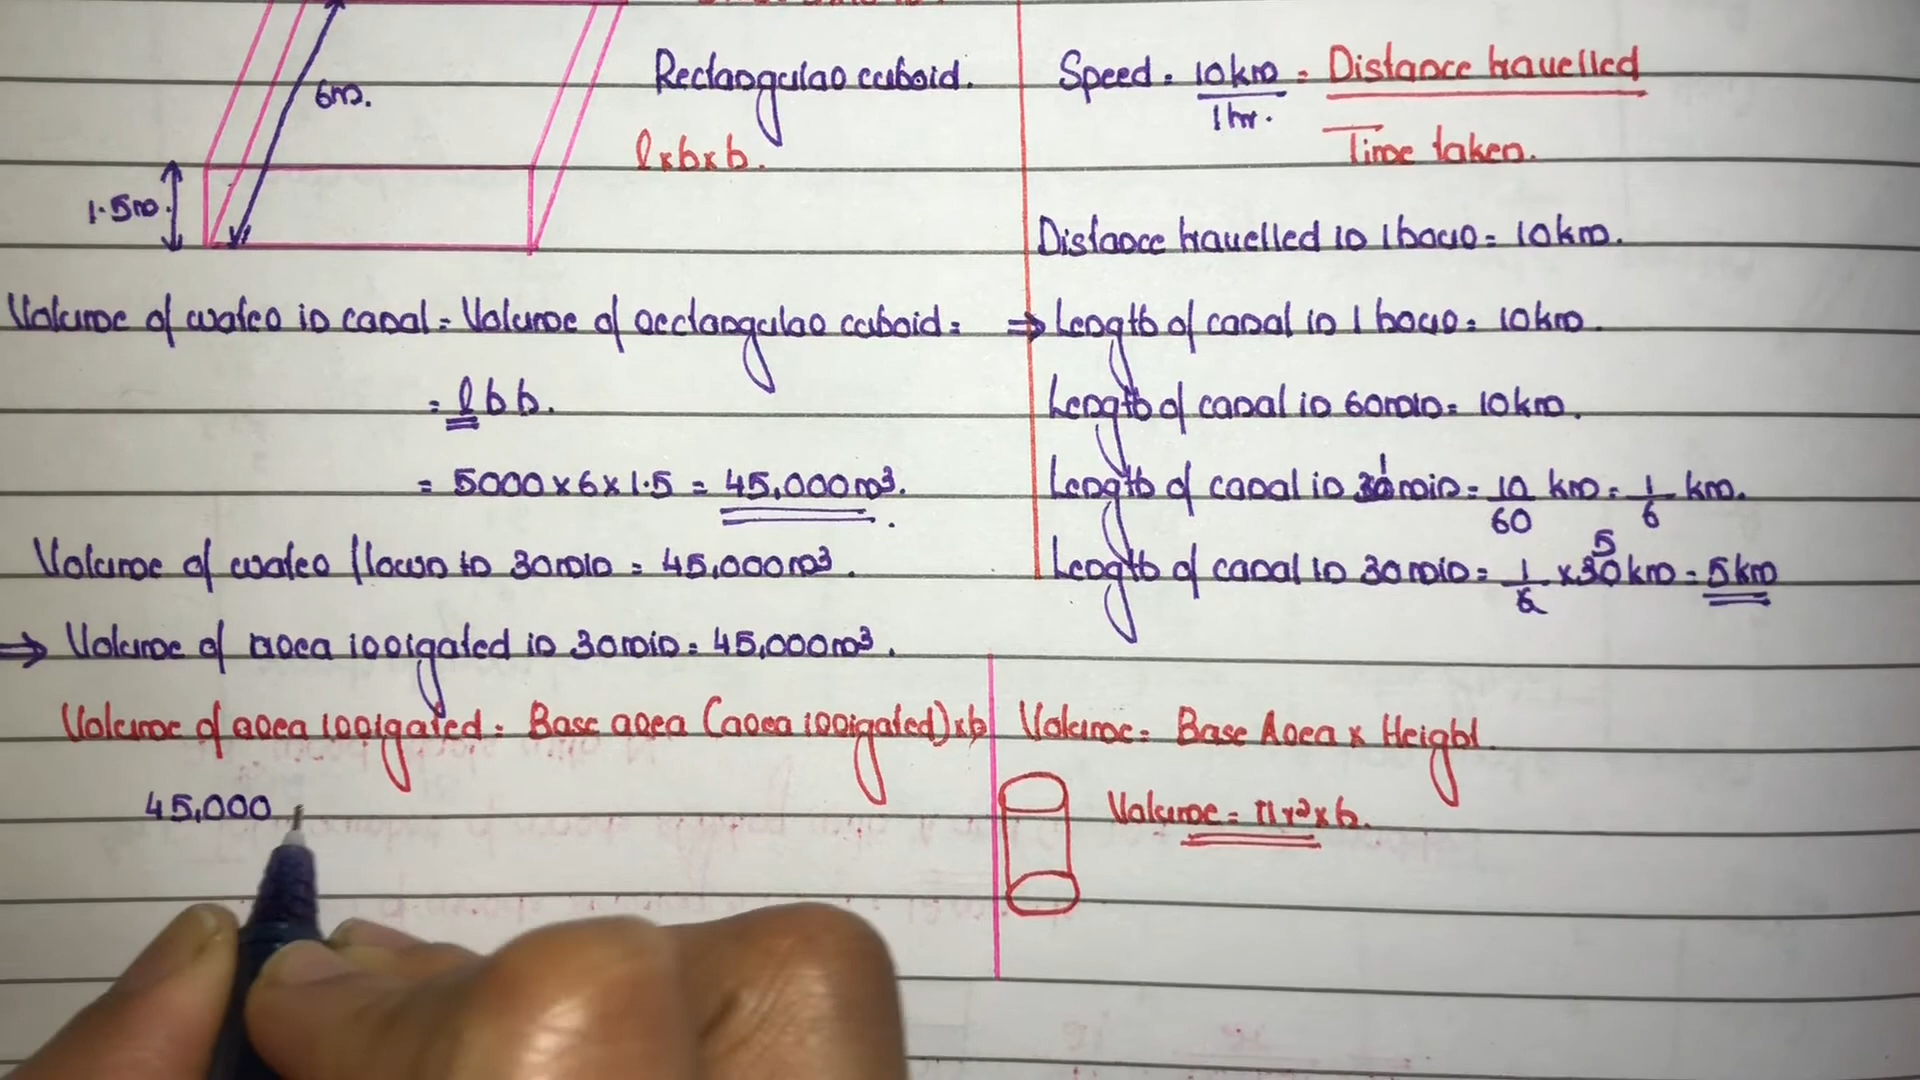 6m.
1.5m.
Rectangular cuboid.
l×b×h.
Volume of water in canal = Volume of rectangular cuboid =
= lbh.
= 5000×6×1.5 = 45,000m³.
Volume of water flown in 30min = 45,000m³.
⇒ Volume of area irrigated in 30min = 45,000m³.
Volume of area irrigated = Base area (area irrigated)×h
45,000
Speed = 10km/1hr. = Distance travelled/Time taken.
Distance travelled in 1 hour = 10km.
⇒ Length of canal in 1 hour = 10km.
Length of canal in 60min = 10km.
Length of canal in 1min = 10/60 km = 1/6 km.
Length of canal in 30min = 1/6 ×30km = 5km
5
Volume = Base Area × Height.
Volume = πr²×h.